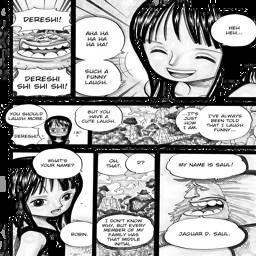 DERESHI!
DERESHI
SHI SHI SHI!
AHA HA
HA HA
HA!
SUCH A
FUNNY
LAUGH.
HEH
HEH...
YOU SHOULD
LAUGH MORE.
DERESHI!
BUT YOU
HAVE A
CUTE LAUGH.
IT'S
JUST
HOW
I AM.
I'VE ALWAYS
BEEN TOLD
THAT I LAUGH
FUNNY...
WHAT'S
YOUR NAME?
ROBIN.
OH,
THAT.
D?
I DON'T KNOW
WHY, BUT EVERY
MEMBER OF MY
FAMILY HAS
THAT MIDDLE
INITIAL.
MY NAME IS SAUL!
JAGUAR D. SAUL.